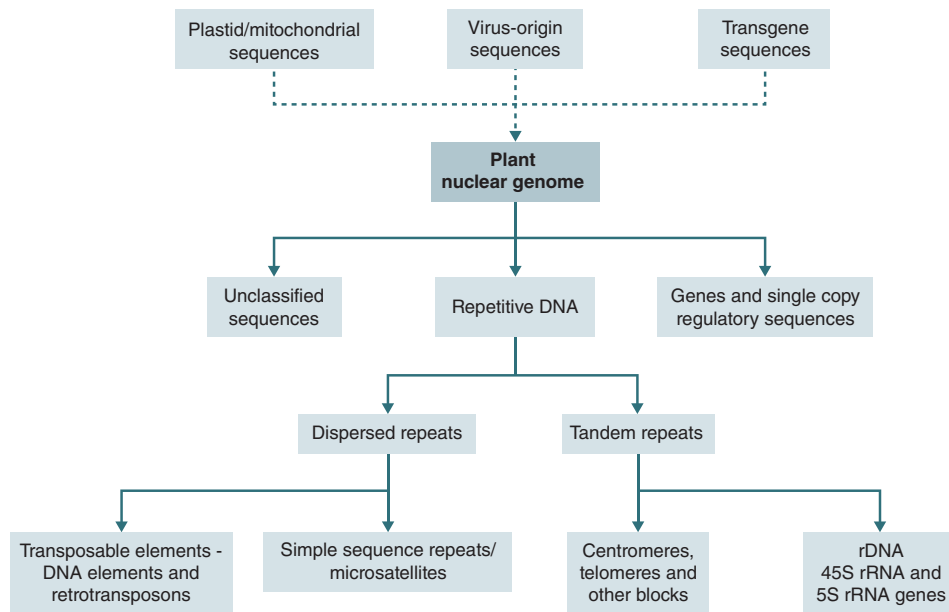 Plastid/mitochondrial
sequences
Virus-origin
sequences
Transgene
sequences
Plant
nuclear genome
Unclassified
sequences
Repetitive DNA
Genes and single copy
regulatory sequences
Dispersed repeats
Tandem repeats
Transposable elements -
DNA elements and
retrotransposons
Simple sequence repeats/
microsatellites
Centromeres,
telomeres and
other blocks
rDNA
45S rRNA and
5S rRNA genes